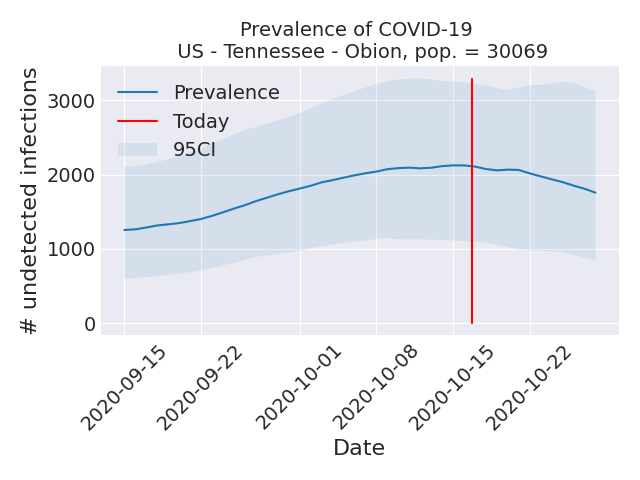 Prevalence of COVID-19
US - Tennessee - Obion, pop. = 30069
# undetected infections
3000
2000
1000
0
Prevalence
Today
95CI
2020-09-15
2020-09-22
2020-10-01
2020-10-08
2020-10-15
2020-10-22
Date